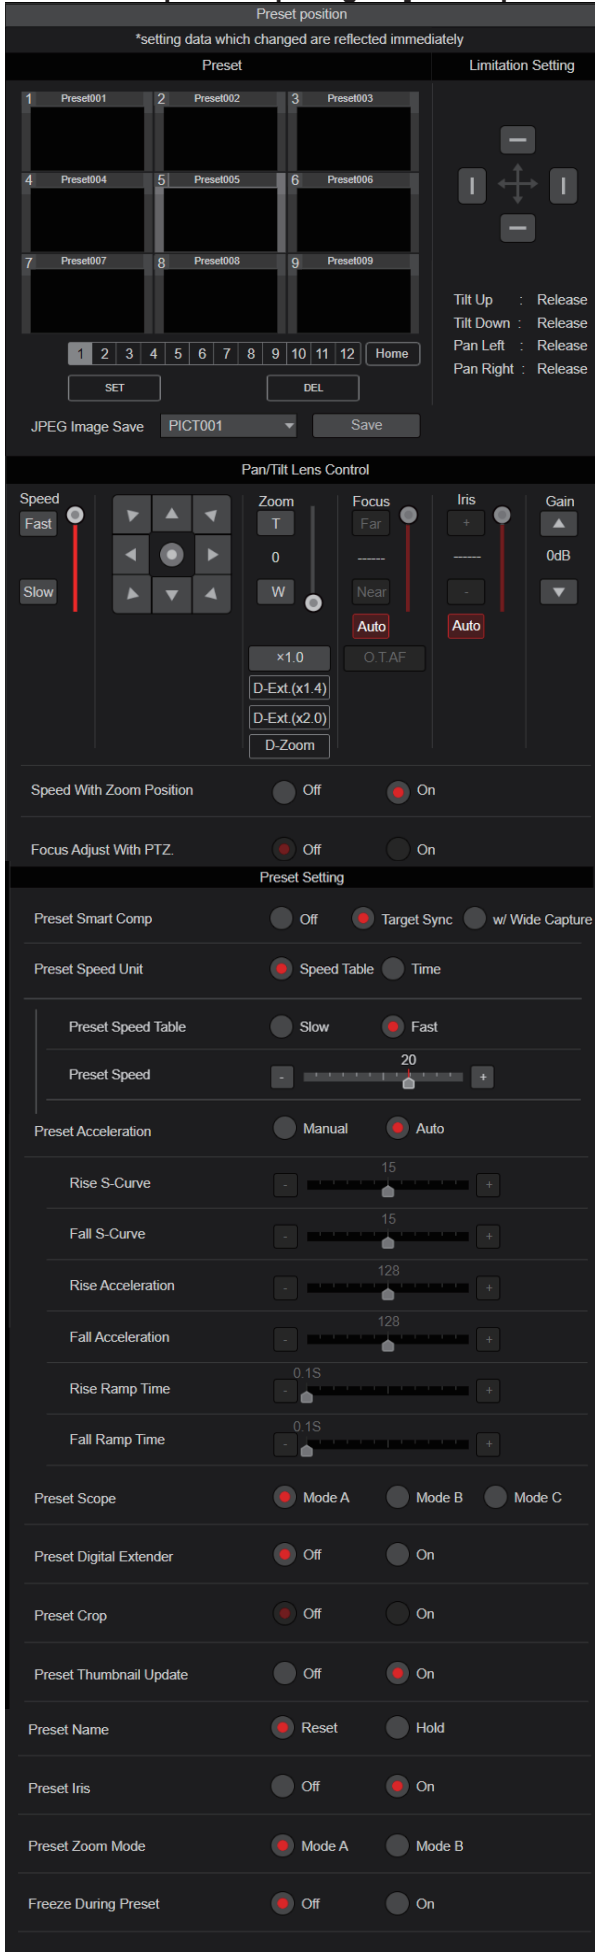 Preset position
*setting data which changed are reflected immediately
Preset
Limitation Setting
1 Preset001 2 Preset002 3 Preset003
4 Preset004 5 Preset005 6 Preset006
7 Preset007 8 Preset008 9 Preset009
Tilt Up : Release
Tilt Down : Release
Pan Left : Release
Pan Right : Release
1 2 3 4 5 6 7 8 9 10 11 12 Home
SET DEL
JPEG Image Save PICT001 Save
Pan/Tilt Lens Control
Speed Zoom Focus Iris Gain
Fast T Far +
0 ------ ------ 0dB
Slow W Near -
Auto Auto
×1.0 O.T.AF
D-Ext.(x1.4)
D-Ext.(x2.0)
D-Zoom
Speed With Zoom Position Off On
Focus Adjust With PTZ. Off On
Preset Setting
Preset Smart Comp Off Target Sync w/ Wide Capture
Preset Speed Unit Speed Table Time
Preset Speed Table Slow Fast
20
Preset Speed - +
Preset Acceleration Manual Auto
15
Rise S-Curve - +
15
Fall S-Curve - +
128
Rise Acceleration - +
128
Fall Acceleration - +
0.1S
Rise Ramp Time - +
0.1S
Fall Ramp Time - +
Preset Scope Mode A Mode B Mode C
Preset Digital Extender Off On
Preset Crop Off On
Preset Thumbnail Update Off On
Preset Name Reset Hold
Preset Iris Off On
Preset Zoom Mode Mode A Mode B
Freeze During Preset Off On